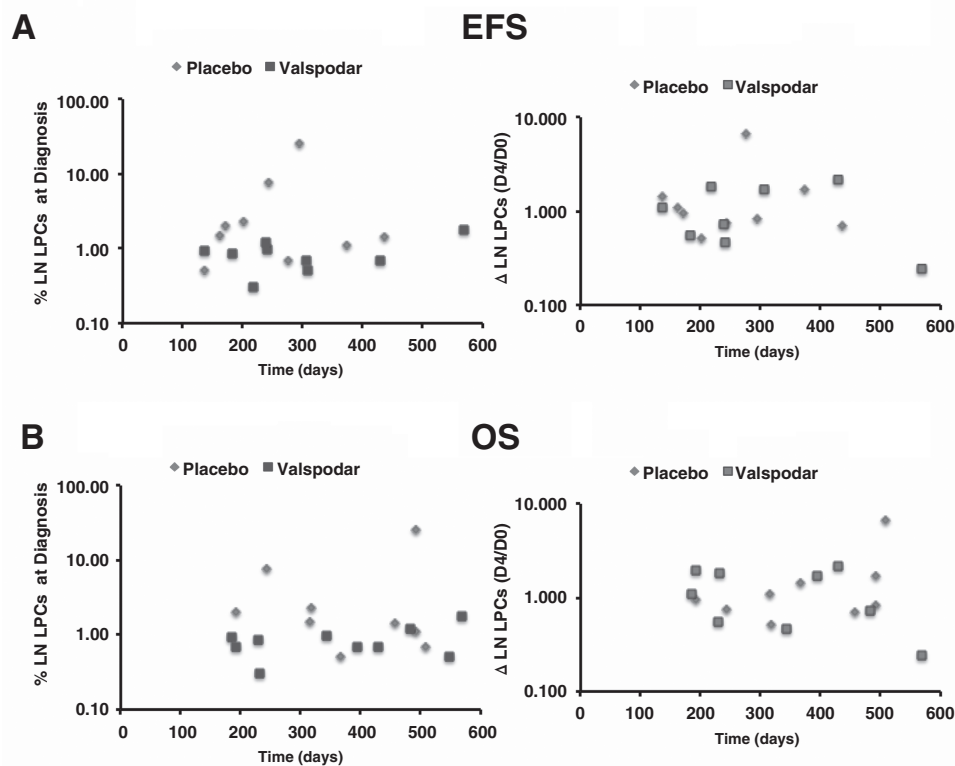 A
EFS
Placebo Valspodar
% LN LPCs at Diagnosis
100.00
10.00
1.00
0.10
0 100 200 300 400 500 600
Time (days)
Placebo Valspodar
Δ LN LPCs (D4/D0)
10.000
1.000
0.100
0 100 200 300 400 500 600
Time (days)
B
OS
Placebo Valspodar
% LN LPCs at Diagnosis
100.00
10.00
1.00
0.10
0 100 200 300 400 500 600
Time (days)
Placebo Valspodar
Δ LN LPCs (D4/D0)
10.000
1.000
0.100
0 100 200 300 400 500 600
Time (days)